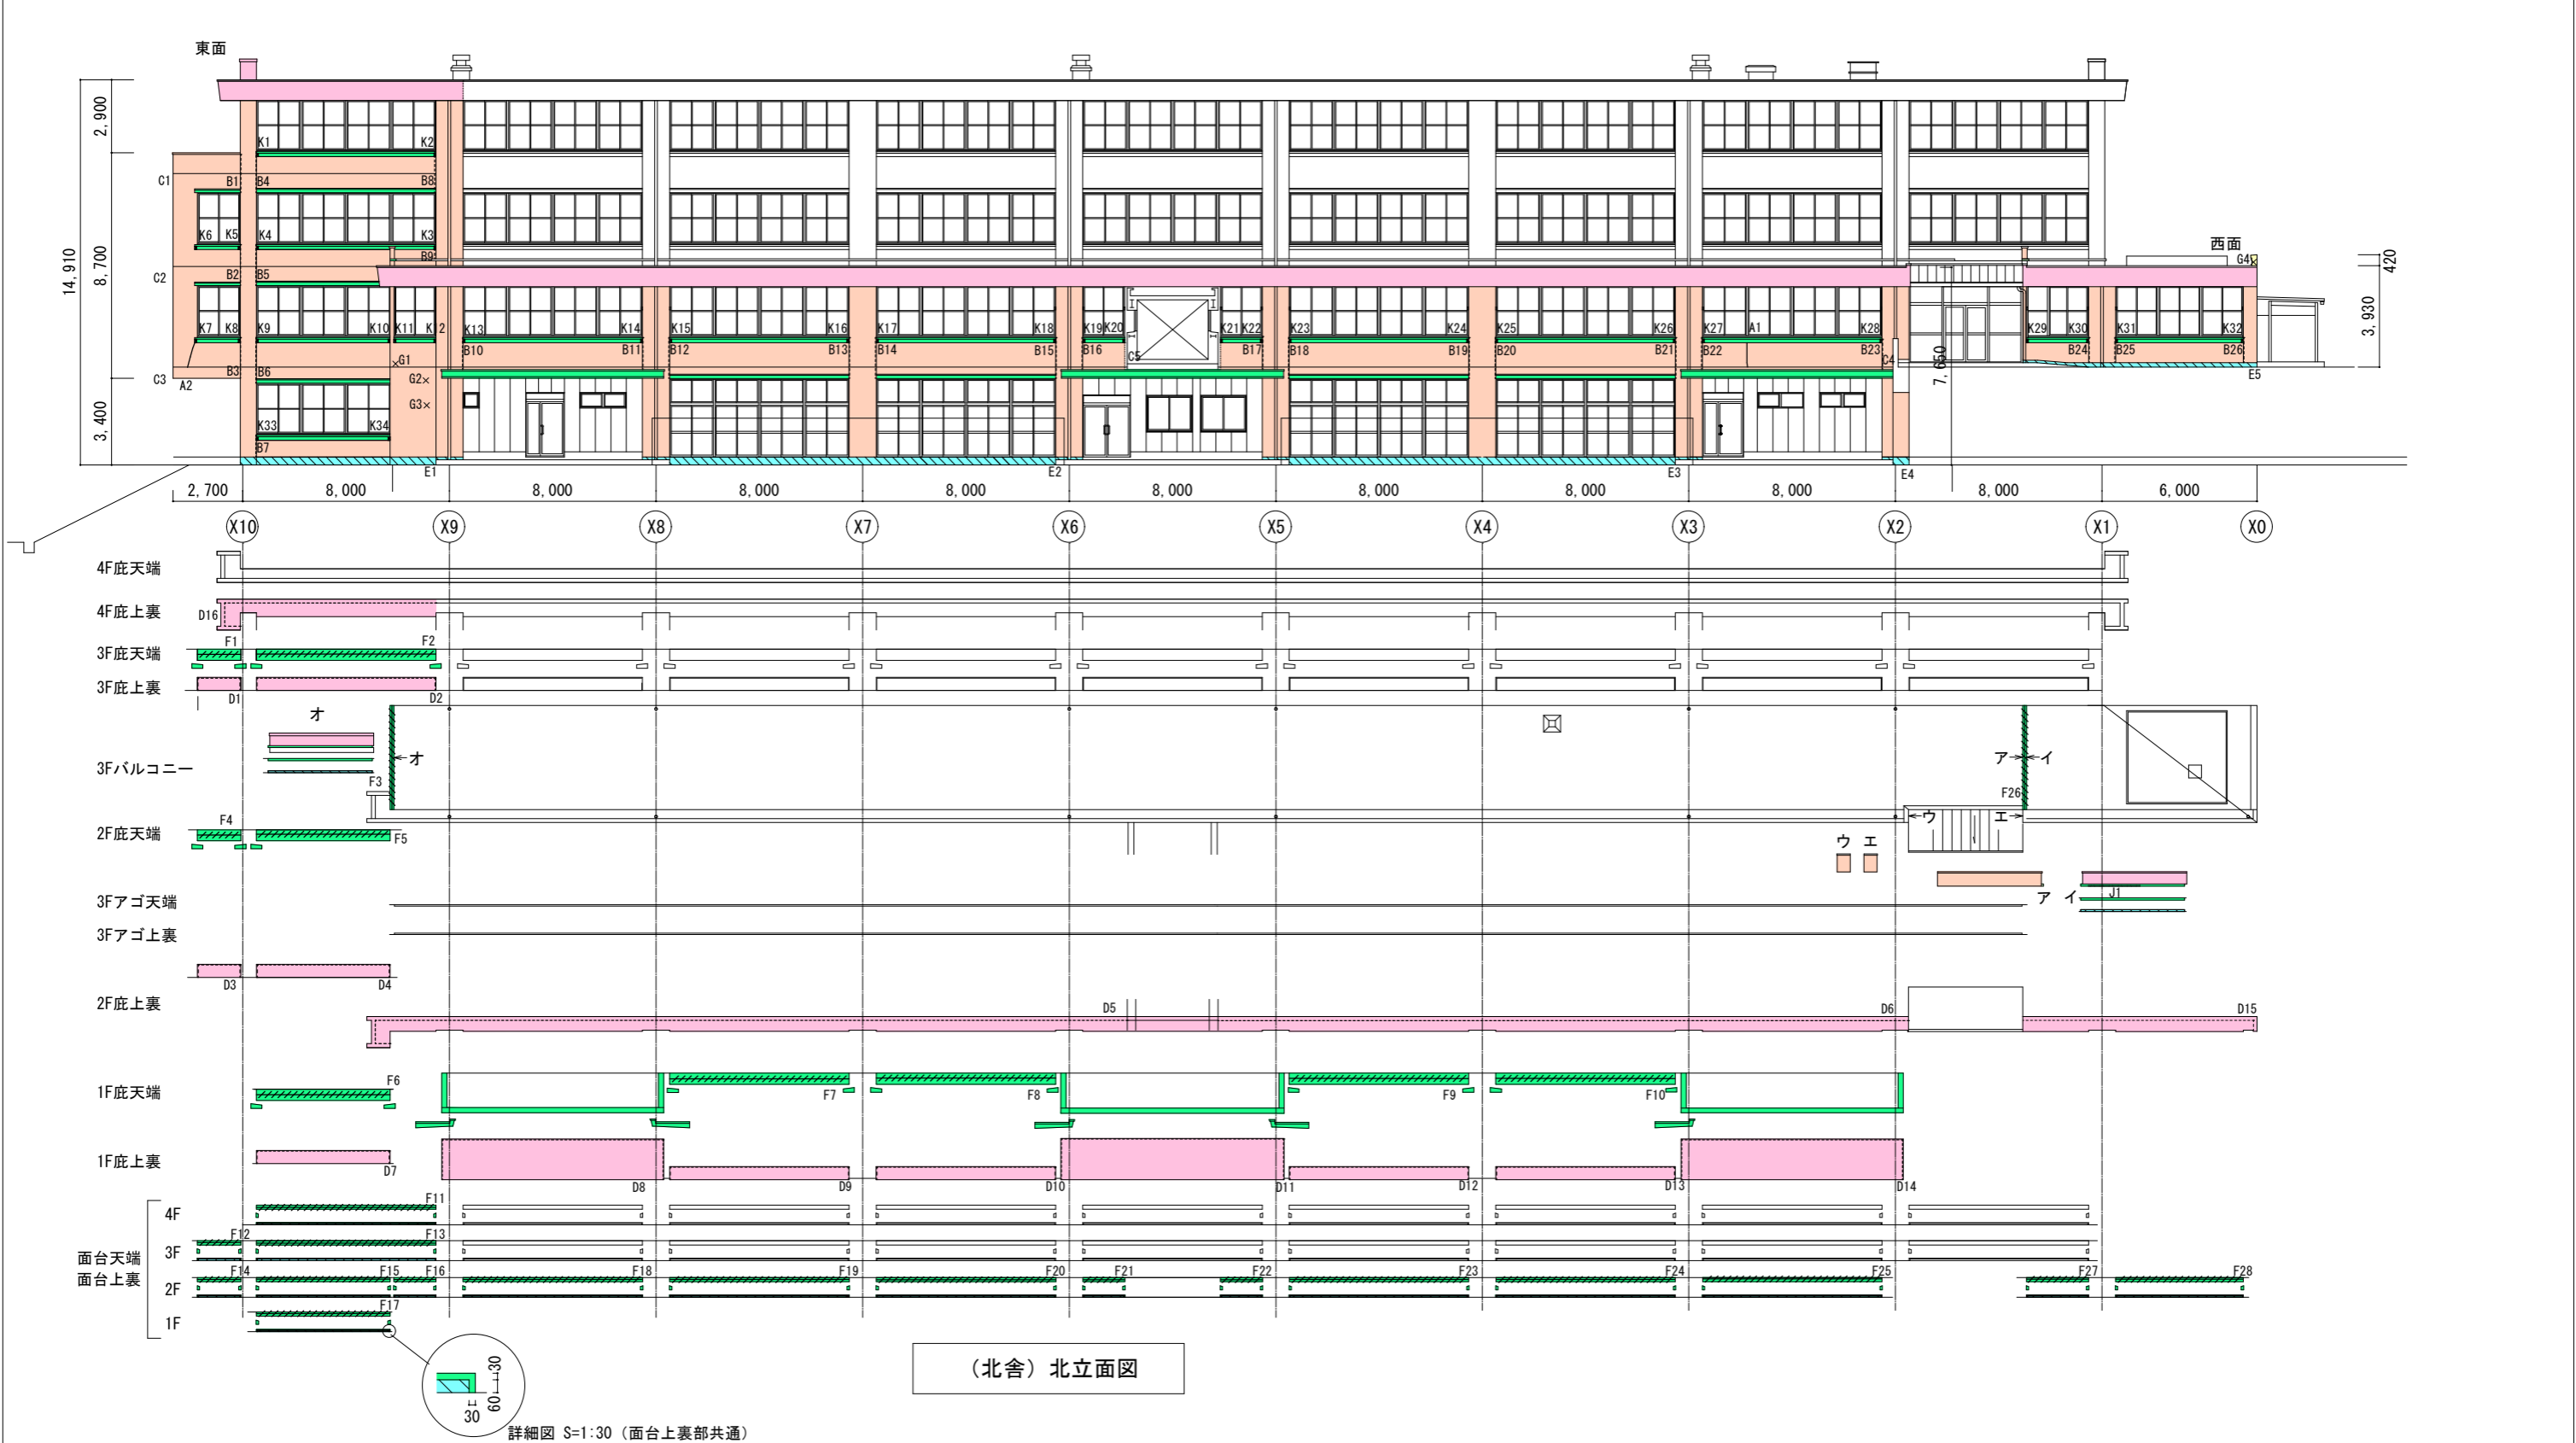 東面
西面
2,900
14,910
8,700
3,400
420
3,930
7,650
K1 K2
C1 B1 B4 B8
K6 K5 K4 K3
B9
C2 B2 B5
G4×
K7 K8 K9 K10 K11 K12 K13 K14 K15 K16 K17 K18 K19 K20 K21 K22 K23 K24 K25 K26 K27 A1 K28 K29 K30 K31 K32
B10 B11 B12 B13 B14 B15 B16 C5 B17 B18 B19 B20 B21 B22 B23 C4 B24 B25 B26
×G1
C3 A2 B3 B6 G2× E5
G3×
K33 K34
B7
E1 E2 E3 E4
2,700 8,000 8,000 8,000 8,000 8,000 8,000 8,000 8,000 8,000 6,000
X10 X9 X8 X7 X6 X5 X4 X3 X2 X1 X0
4F庇天端
4F庇上裏 D16
F1 F2
3F庇天端
3F庇上裏
D1 D2
オ
←オ ア→←イ
3Fバルコニー
F3 F26
F4 ←ウ エ→
2F庇天端 F5
ウ エ
3Fアゴ天端 ア イ J1
3Fアゴ上裏
D3 D4
2F庇上裏 D5 D6 D15
F6
1F庇天端 F7 F8 F9 F10
1F庇上裏 D7
D8 D9 D10 D11 D12 D13 D14
面台天端
面台上裏
4F F11
3F F12 F13
2F F14 F15 F16 F18 F19 F20 F21 F22 F23 F24 F25 F27 F28
1F F17
30
60
30
(北舎)北立面図
詳細図 S=1:30 (面台上裏部共通)